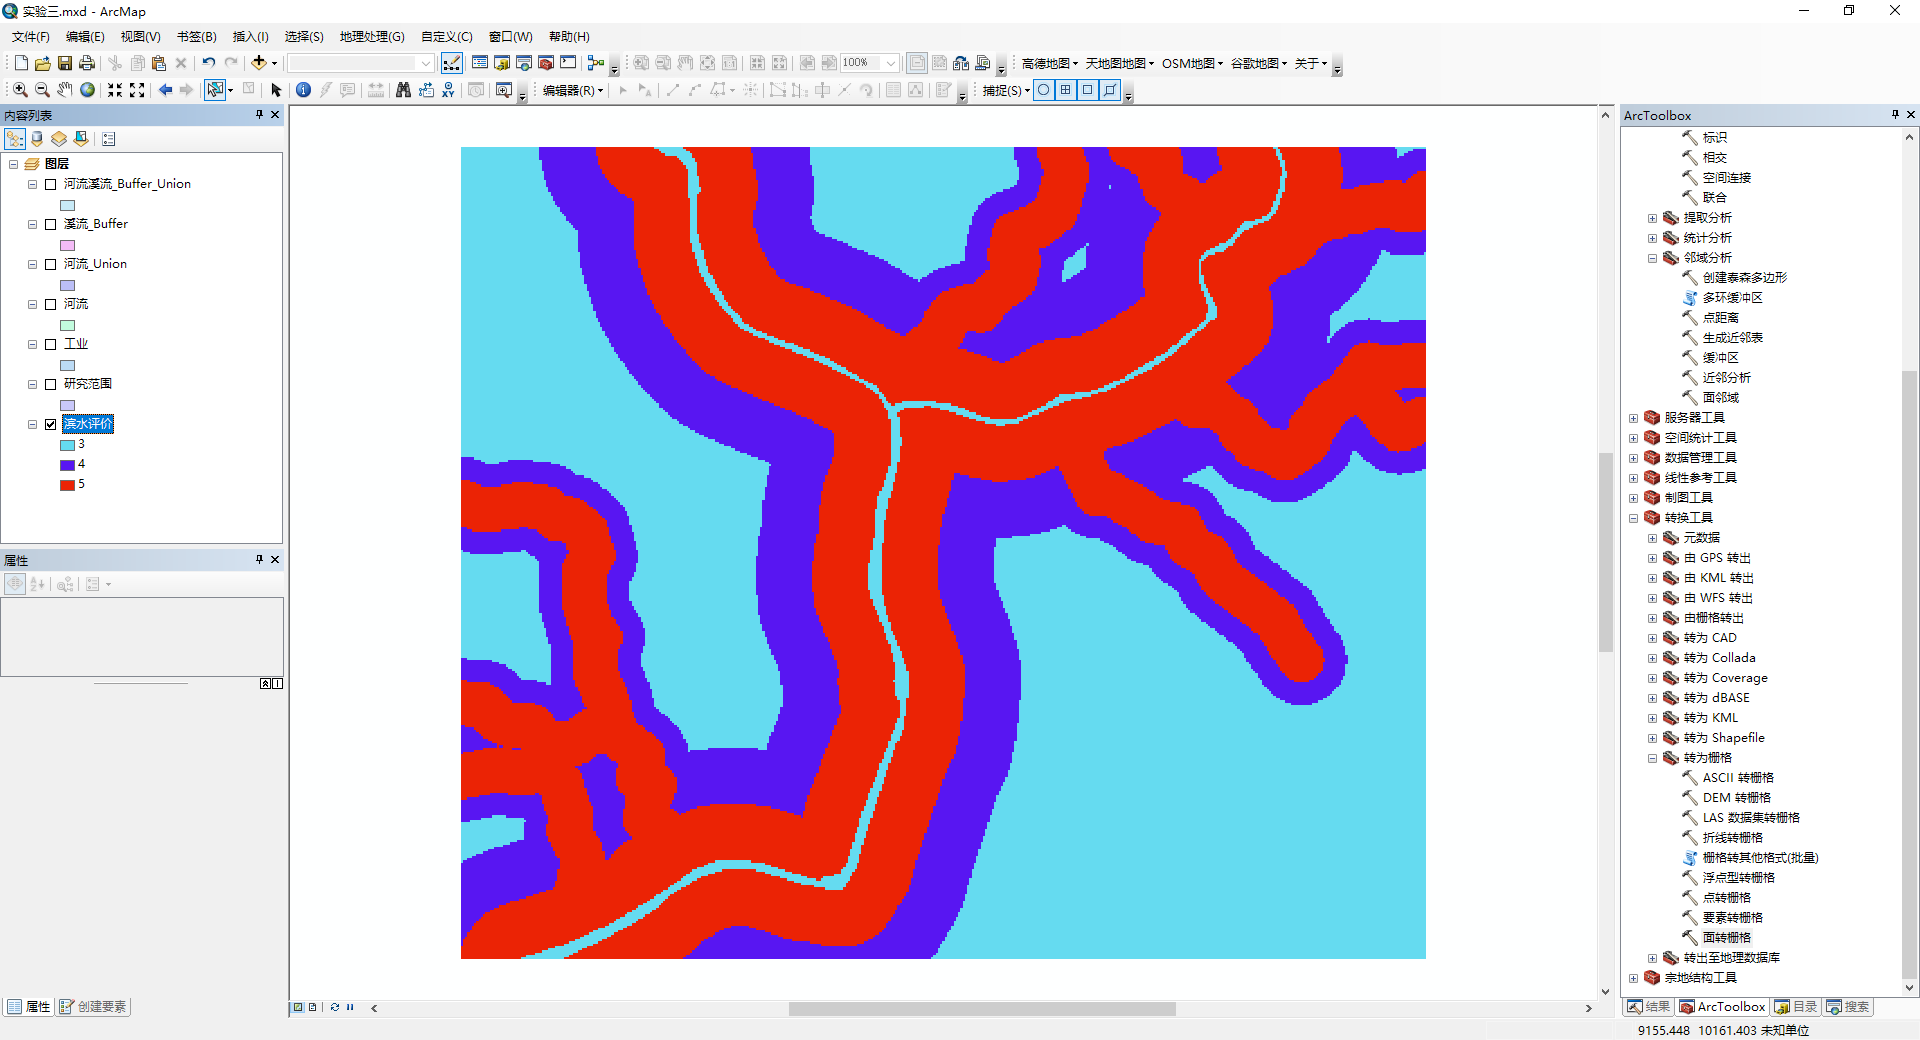 实验三.mxd - ArcMap
文件(F) 编辑(E) 视图(V) 书签(B) 插入(I) 选择(S) 地理处理(G) 自定义(C) 窗口(W) 帮助(H)
100% 高德地图 天地图地图 OSM地图 谷歌地图 关于
编辑器(R) 捕捉(S)
内容列表
图层
河流溪流_Buffer_Union
溪流_Buffer
河流_Union
河流
工业
研究范围
滨水评价
3
4
5
属性
属性 创建要素
ArcToolbox
标识
相交
空间连接
联合
提取分析
统计分析
邻域分析
创建泰森多边形
多环缓冲区
点距离
生成近邻表
缓冲区
近邻分析
面邻域
服务器工具
空间统计工具
数据管理工具
线性参考工具
制图工具
转换工具
元数据
由 GPS 转出
由 KML 转出
由 WFS 转出
由栅格转出
转为 CAD
转为 Collada
转为 Coverage
转为 dBASE
转为 KML
转为 Shapefile
转为栅格
ASCII 转栅格
DEM 转栅格
LAS 数据集转栅格
折线转栅格
栅格转其他格式(批量)
浮点型转栅格
点转栅格
要素转栅格
面转栅格
转出至地理数据库
宗地结构工具
结果 ArcToolbox 目录 搜索
9155.448 10161.403 未知单位